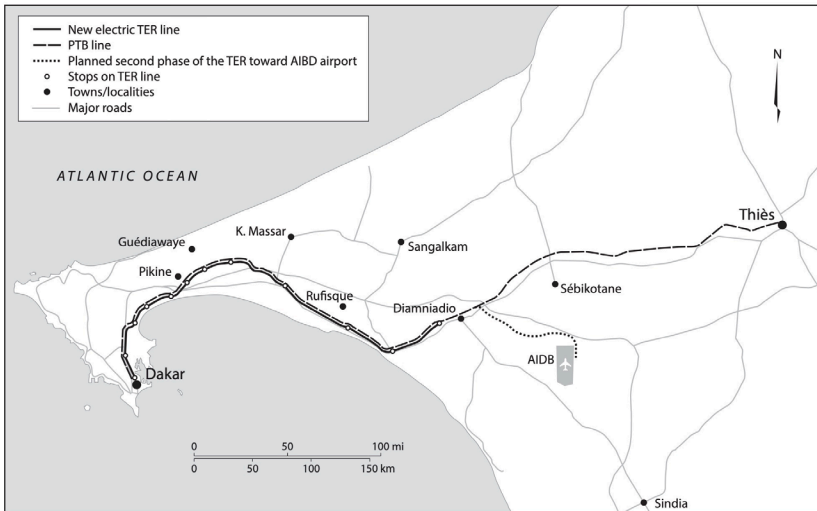 New electric TER line
PTB line
Planned second phase of the TER toward AIBD airport
Stops on TER line
Towns/localities
Major roads
N
ATLANTIC OCEAN
Thiès
K. Massar
Guédiawaye
Sangalkam
Pikine
Sébikotane
Rufisque
Diamniadio
AIDB
Dakar
0 50 100 mi
0 50 100 150 km
Sindia